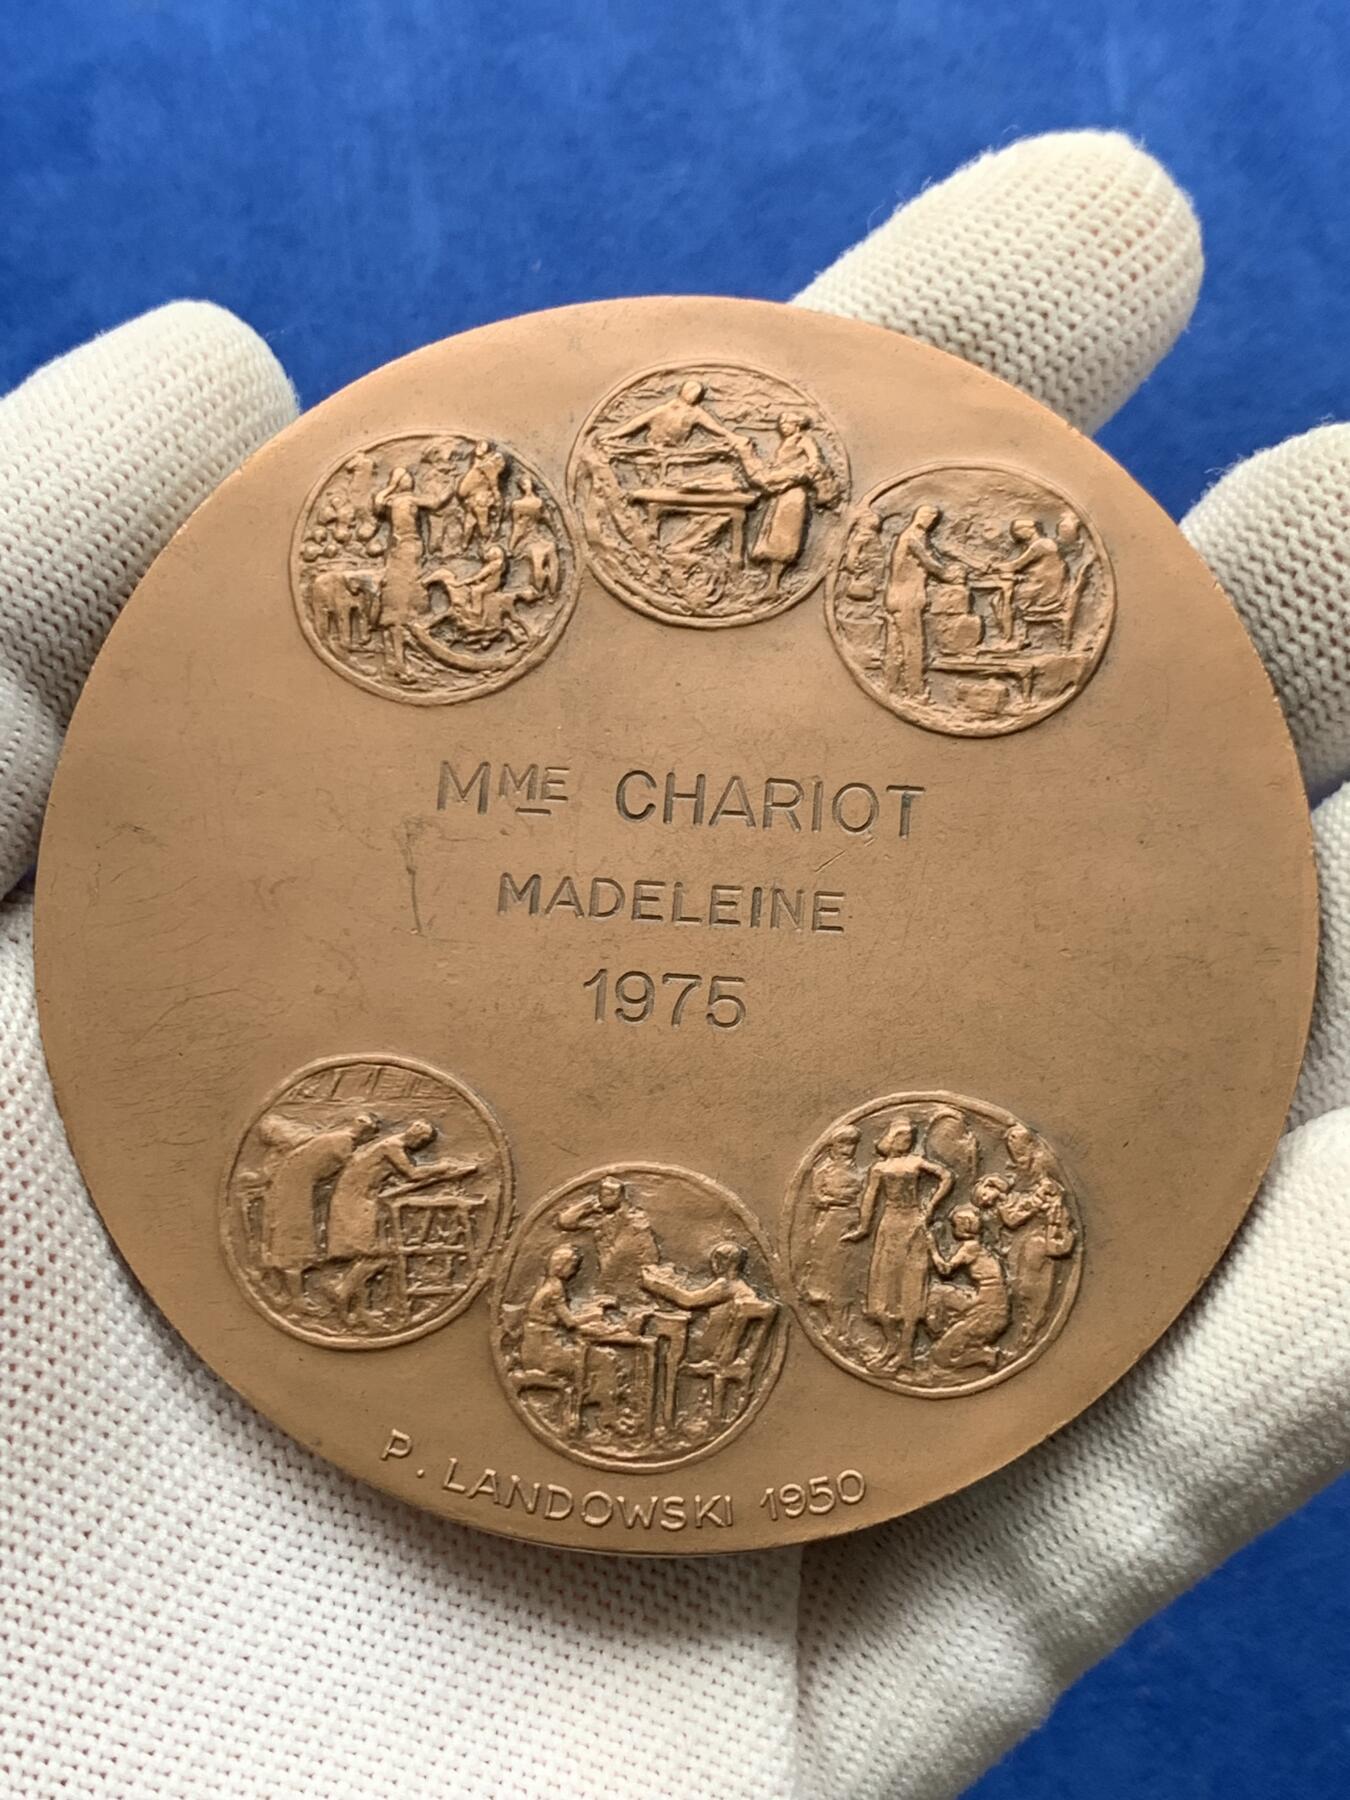 MME CHARIOT
MADELEINE
1975
P. LANDOWSKI 1950